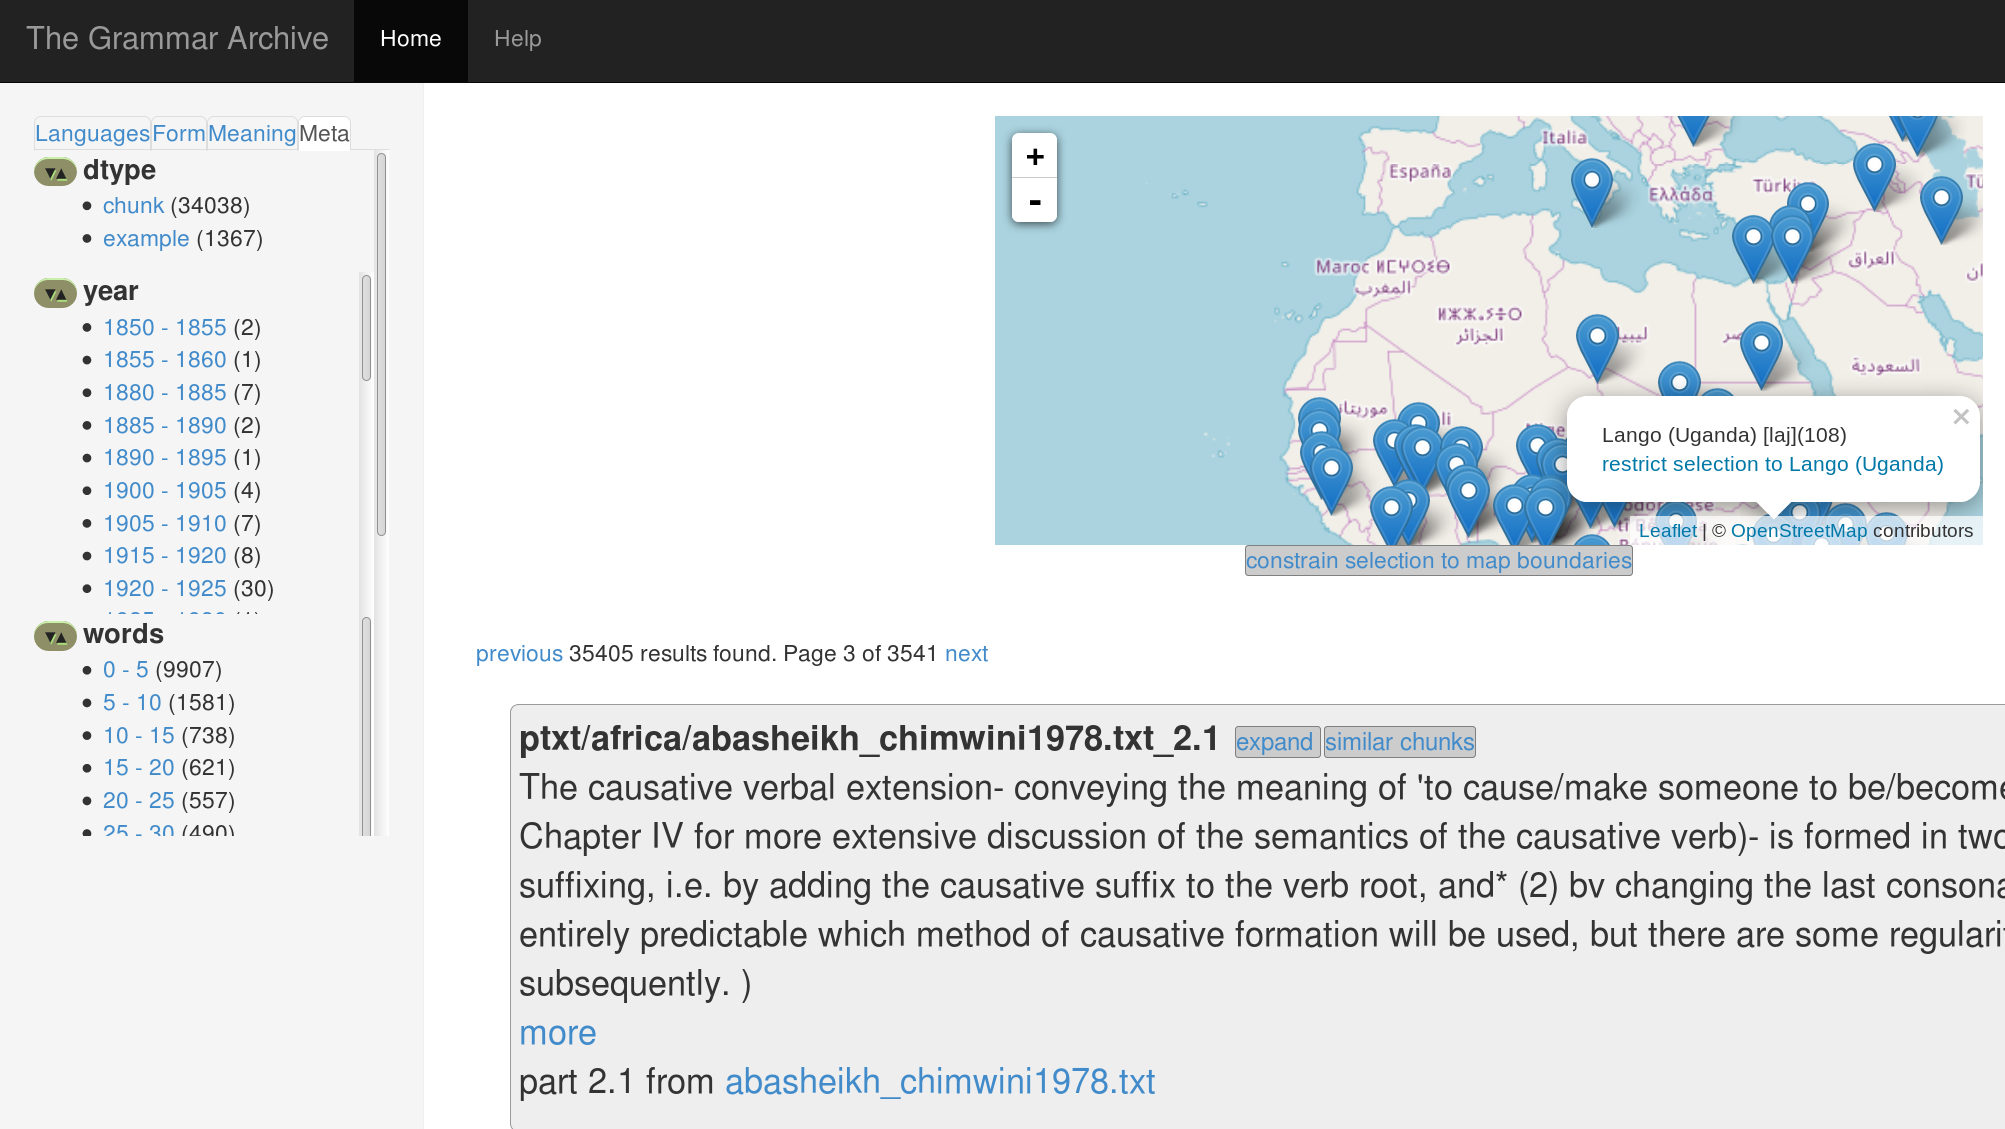 The Grammar Archive Home Help
Languages Form Meaning Meta
▼▲ dtype
• chunk (34038)
• example (1367)
▼▲ year
• 1850 - 1855 (2)
• 1855 - 1860 (1)
• 1880 - 1885 (7)
• 1885 - 1890 (2)
• 1890 - 1895 (1)
• 1900 - 1905 (4)
• 1905 - 1910 (7)
• 1915 - 1920 (8)
• 1920 - 1925 (30)
▼▲ words
• 0 - 5 (9907)
• 5 - 10 (1581)
• 10 - 15 (738)
• 15 - 20 (621)
• 20 - 25 (557)
• 25 - 30 (490)
+
-
Italia
España
Ελλάδα
Türki
Maroc ⵍⵎⵖⵔⵉⴱ
المغرب
العراق
الجزائر
ليبيا
السعودية
Lango (Uganda) [laj](108)
restrict selection to Lango (Uganda)
×
Leaflet | © OpenStreetMap contributors
constrain selection to map boundaries
previous 35405 results found. Page 3 of 3541 next
ptxt/africa/abasheikh_chimwini1978.txt_2.1 expand similar chunks
The causative verbal extension- conveying the meaning of 'to cause/make someone to be/become
Chapter IV for more extensive discussion of the semantics of the causative verb)- is formed in two
suffixing, i.e. by adding the causative suffix to the verb root, and* (2) bv changing the last consona
entirely predictable which method of causative formation will be used, but there are some regularit
subsequently. )
more
part 2.1 from abasheikh_chimwini1978.txt